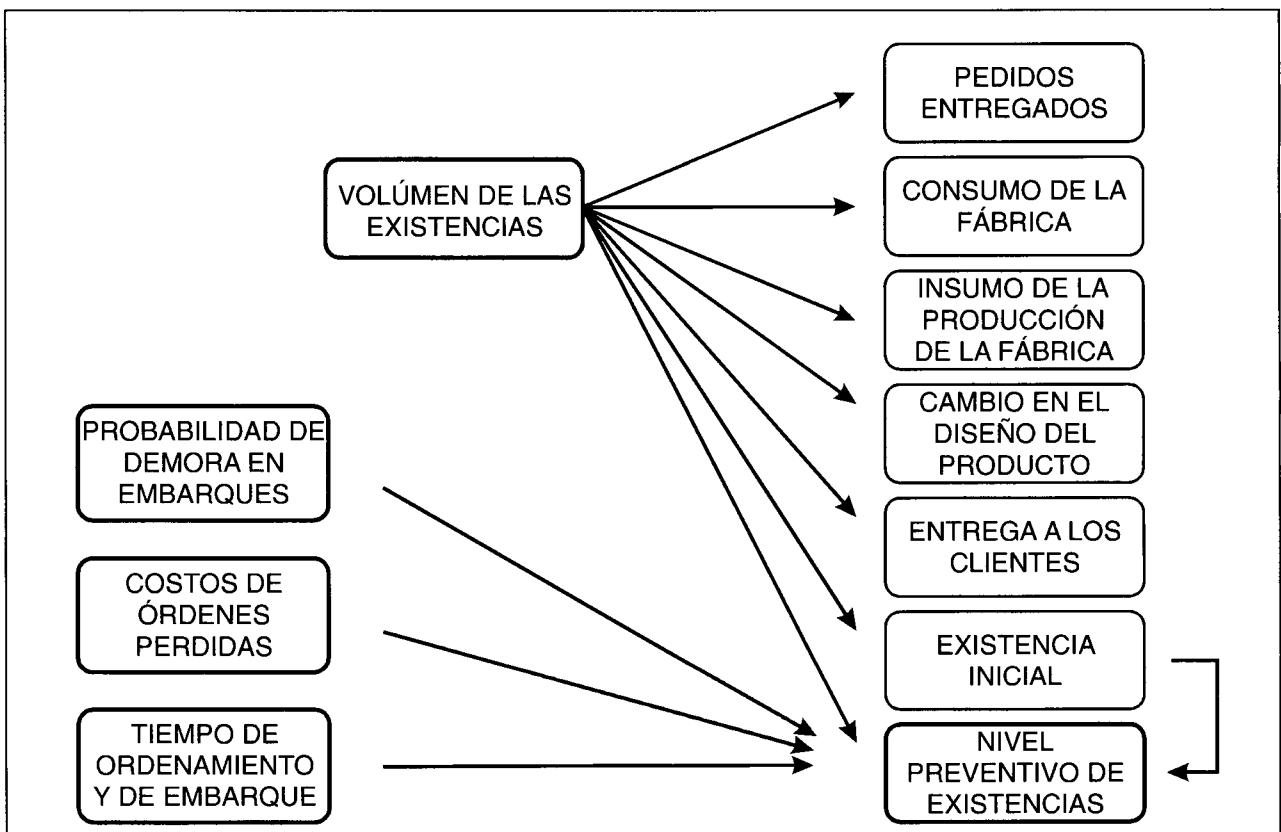 PEDIDOS
ENTREGADOS
VOLÚMEN DE LAS
EXISTENCIAS
CONSUMO DE LA
FÁBRICA
INSUMO DE LA
PRODUCCIÓN
DE LA FÁBRICA
CAMBIO EN EL
DISEÑO DEL
PRODUCTO
PROBABILIDAD DE
DEMORA EN
EMBARQUES
ENTREGA A LOS
CLIENTES
COSTOS DE
ÓRDENES
PERDIDAS
EXISTENCIA
INICIAL
TIEMPO DE
ORDENAMIENTO
Y DE EMBARQUE
NIVEL
PREVENTIVO DE
EXISTENCIAS